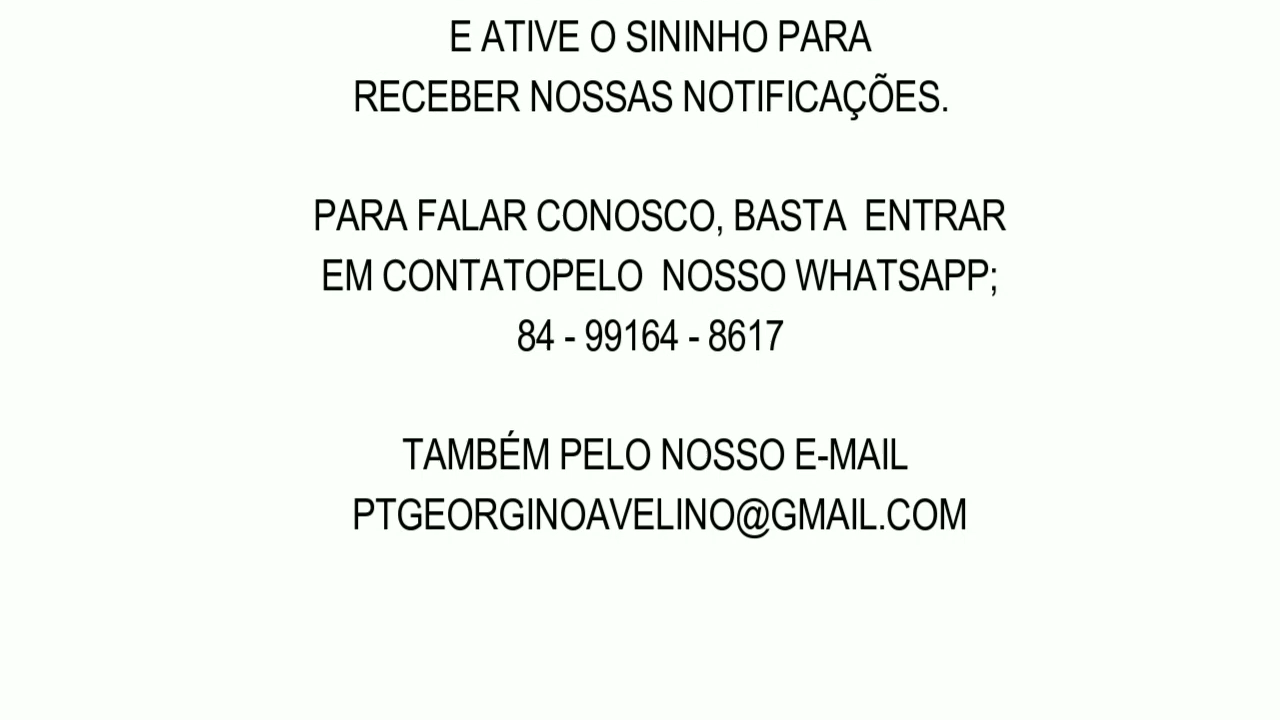 E ATIVE O SININHO PARA
RECEBER NOSSAS NOTIFICAÇÕES.
PARA FALAR CONOSCO, BASTA  ENTRAR
EM CONTATOPELO  NOSSO WHATSAPP;
84 - 99164 - 8617
TAMBÉM PELO NOSSO E-MAIL
PTGEORGINOAVELINO@GMAIL.COM